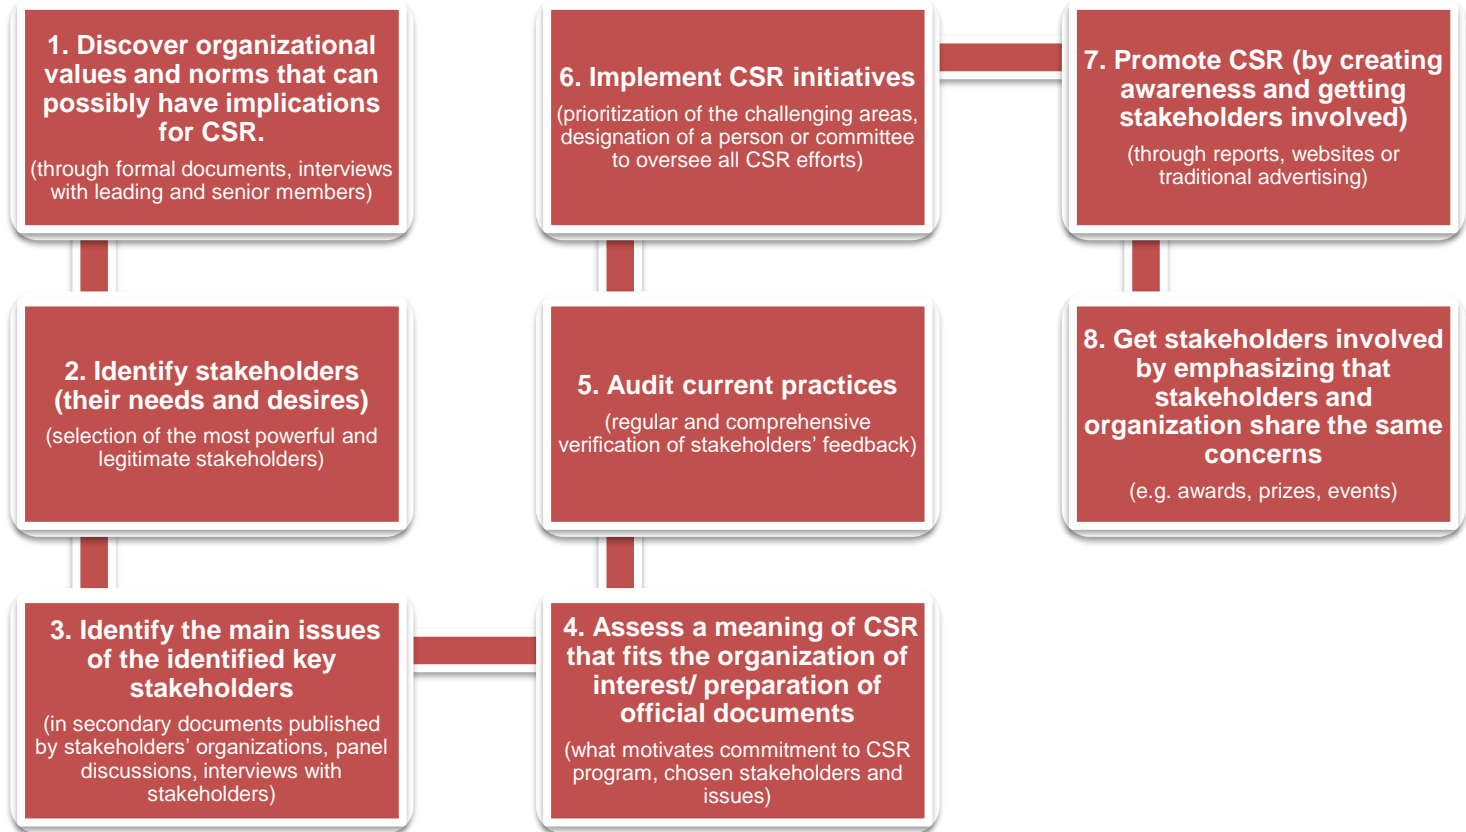 1. Discover organizational
values and norms that can
possibly have implications
for CSR.
(through formal documents, interviews
with leading and senior members)
2. Identify stakeholders
(their needs and desires)
(selection of the most powerful and
legitimate stakeholders)
3. Identify the main issues
of the identified key
stakeholders
(in secondary documents published
by stakeholders’ organizations, panel
discussions, interviews with
stakeholders)
4. Assess a meaning of CSR
that fits the organization of
interest/ preparation of
official documents
(what motivates commitment to CSR
program, chosen stakeholders and
issues)
5. Audit current practices
(regular and comprehensive
verification of stakeholders’ feedback)
6. Implement CSR initiatives
(prioritization of the challenging areas,
designation of a person or committee
to oversee all CSR efforts)
7. Promote CSR (by creating
awareness and getting
stakeholders involved)
(through reports, websites or
traditional advertising)
8. Get stakeholders involved
by emphasizing that
stakeholders and
organization share the same
concerns
(e.g. awards, prizes, events)